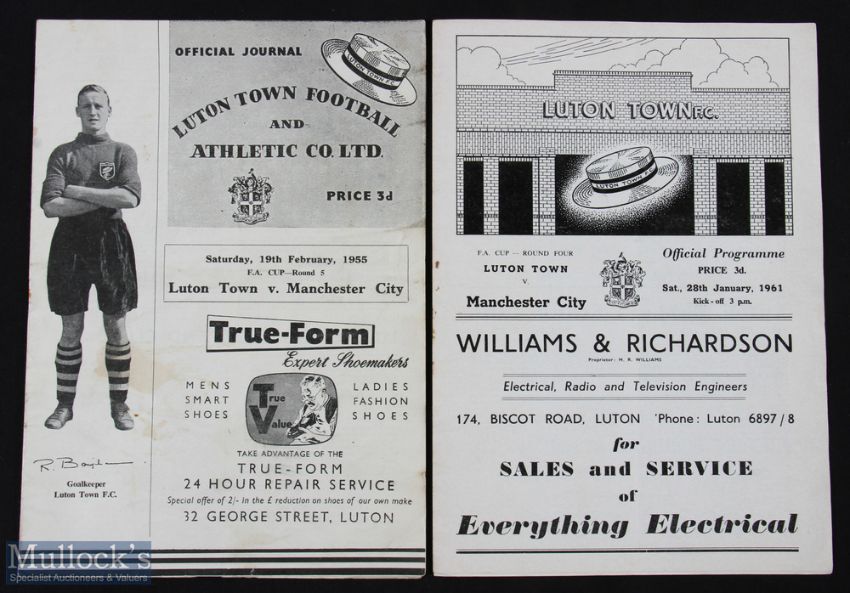 OFFICIAL JOURNAL
LUTON TOWN F.C.
LUTON TOWN FOOTBALL
AND
ATHLETIC CO. LTD.
PRICE 3d
Saturday, 19th February, 1955
F.A. CUP—Round 5
Luton Town v. Manchester City
True-Form
Expert Shoemakers
MENS
SMART
SHOES
True
Value
LADIES
FASHION
SHOES
TAKE ADVANTAGE OF THE
TRUE-FORM
24 HOUR REPAIR SERVICE
Special offer of 2/- in the £ reduction on shoes of our own make
32 GEORGE STREET, LUTON
Goalkeeper
Luton Town F.C.
LUTON TOWN F.C.
LUTON TOWN F.C.
F.A. CUP — ROUND FOUR
LUTON TOWN
V.
Manchester City
Official Programme
PRICE 3d.
Sat., 28th January, 1961
Kick-off 3 p.m.
WILLIAMS & RICHARDSON
Proprietor: H. R. WILLIAMS
Electrical, Radio and Television Engineers
174, BISCOT ROAD, LUTON 'Phone: Luton 6897/8
for
SALES and SERVICE
of
Everything Electrical
Mullock's
Specialist Auctioneers & Valuers